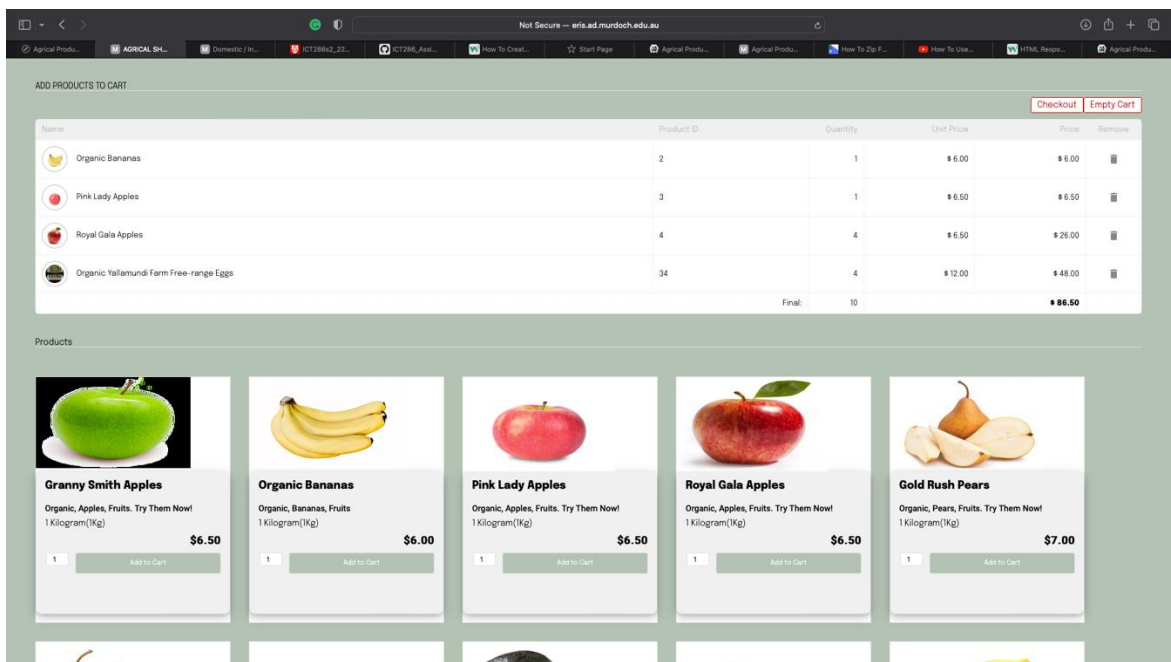 Not Secure — eris.ad.murdoch.edu.au
Agrical Produ...
AGRICAL SH...
Domestic / In...
ICT286s2_22...
ICT286_Assi...
How To Creat...
Start Page
Agrical Produ...
Agrical Produ...
How To Zip F...
How To Use...
HTML Respo...
Agrical Produ...
ADD PRODUCTS TO CART
Checkout Empty Cart
Name Product ID Quantity Unit Price Price Remove
Organic Bananas 2 1 $ 6.00 $ 6.00
Pink Lady Apples 3 1 $ 6.50 $ 6.50
Royal Gala Apples 4 4 $ 6.50 $ 26.00
Organic Yallamundi Farm Free-range Eggs 34 4 $ 12.00 $ 48.00
Final: 10 $ 86.50
Products
Granny Smith Apples
Organic, Apples, Fruits. Try Them Now!
1 Kilogram(1Kg)
$6.50
1 Add to Cart
Organic Bananas
Organic, Bananas, Fruits
1 Kilogram(1Kg)
$6.00
1 Add to Cart
Pink Lady Apples
Organic, Apples, Fruits. Try Them Now!
1 Kilogram(1Kg)
$6.50
1 Add to Cart
Royal Gala Apples
Organic, Apples, Fruits. Try Them Now!
1 Kilogram(1Kg)
$6.50
1 Add to Cart
Gold Rush Pears
Organic, Pears, Fruits. Try Them Now!
1 Kilogram(1Kg)
$7.00
1 Add to Cart